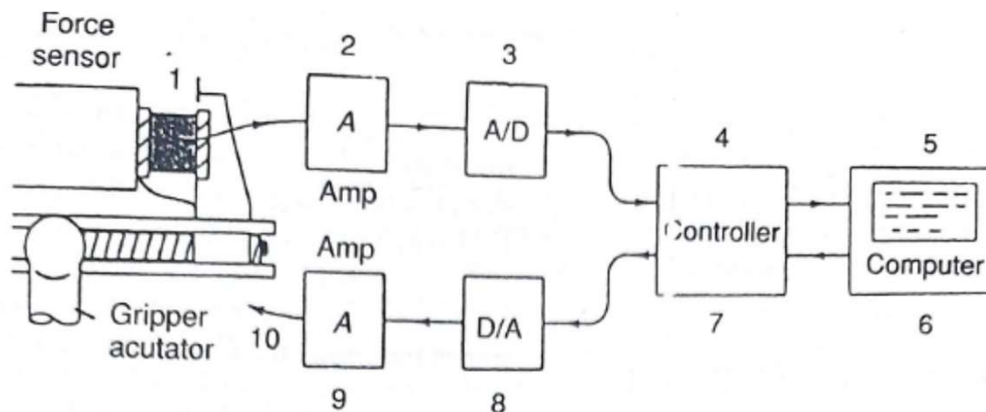 Force
sensor
1
2
3
A
A/D
Amp
4
5
Controller
Computer
Amp
A
D/A
7
6
Gripper
acutator
10
9
8